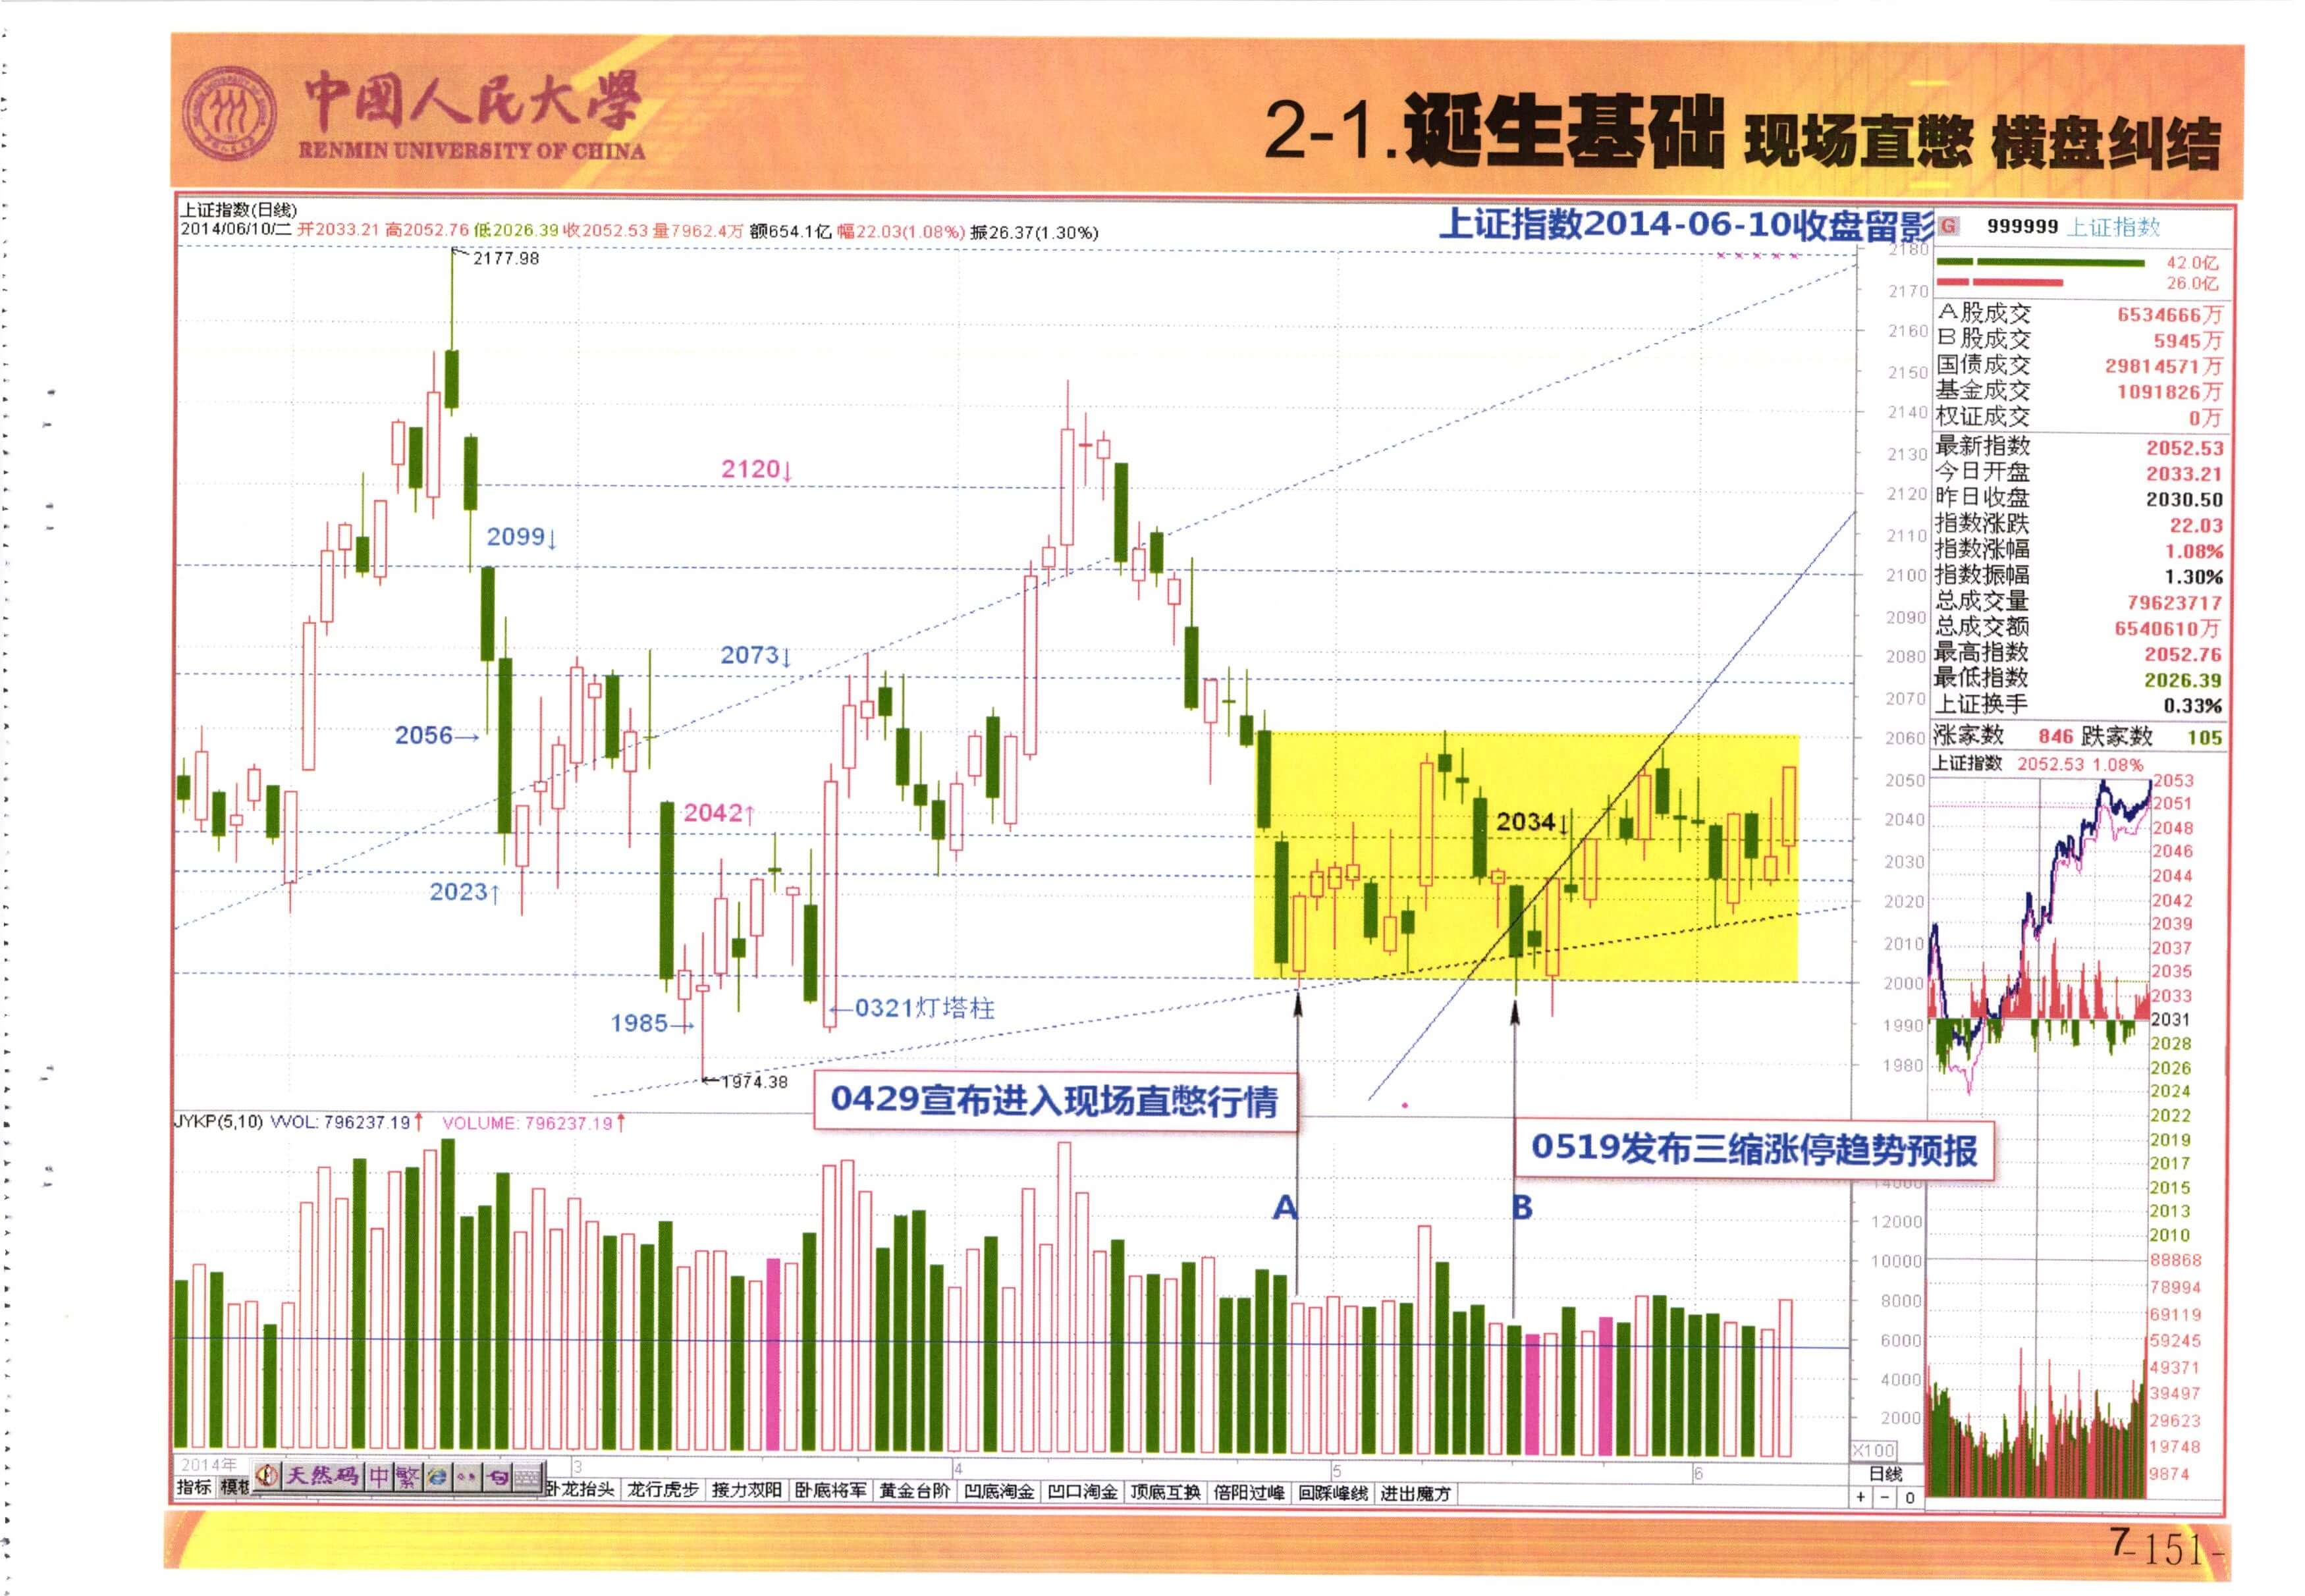 中国人民大學
RENMIN UNIVERSITY OF CHINA
2-1.诞生基础 现场直憋 横盘纠结
上证指数(日线)
2014/06/10/二 开2033.21 高2052.76 低2026.39 收2052.53 量7962.4万 额654.1亿 幅22.03(1.08%) 振26.37(1.30%)
上证指数2014-06-10收盘留影
2177.98
2120↓
2099↓
2073↓
2056→
2042↑
2034↓
2023↑
1985→
←0321灯塔柱
←1974.38
0429宣布进入现场直憋行情
0519发布三缩涨停趋势预报
A
B
2180
2170
2160
2150
2140
2130
2120
2110
2100
2090
2080
2070
2060
2050
2040
2030
2020
2010
2000
1990
1980
JYKP(5,10) VVOL: 796237.19↑ VOLUME: 796237.19↑
14000
12000
10000
8000
6000
4000
2000
X100
2014年
3
4
5
6
日线
指标 模板
天然码 中 繁
卧龙抬头 龙行虎步 接力双阳 卧底将军 黄金台阶 凹底淘金 凹口淘金 顶底互换 倍阳过峰 回踩峰线 进出魔方
+ - 0
G 999999 上证指数
42.0亿
26.0亿
A股成交 6534666万
B股成交 5945万
国债成交 29814571万
基金成交 1091826万
权证成交 0万
最新指数 2052.53
今日开盘 2033.21
昨日收盘 2030.50
指数涨跌 22.03
指数涨幅 1.08%
指数振幅 1.30%
总成交量 79623717
总成交额 6540610万
最高指数 2052.76
最低指数 2026.39
上证换手 0.33%
涨家数 846 跌家数 105
上证指数 2052.53 1.08%
2053
2051
2048
2046
2044
2042
2039
2037
2035
2033
2031
2028
2026
2024
2022
2019
2017
2015
2013
2010
88868
78994
69119
59245
49371
39497
29623
19748
9874
7
-151-